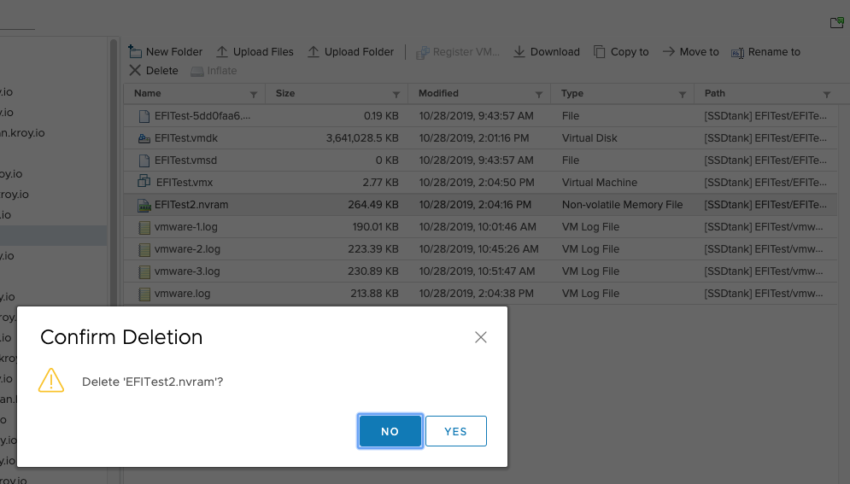 New Folder Upload Files Upload Folder Register VM... Download Copy to Move to Rename to
Delete Inflate
Name Size Modified Type Path
EFITest-5dd0faa6.... 0.19 KB 10/28/2019, 9:43:57 AM File [SSDtank] EFITest/EFITe...
EFITest.vmdk 3,641,028.5 KB 10/28/2019, 2:01:16 PM Virtual Disk [SSDtank] EFITest/EFITe...
EFITest.vmsd 0 KB 10/28/2019, 9:43:57 AM File [SSDtank] EFITest/EFITe...
EFITest.vmx 2.77 KB 10/28/2019, 2:04:50 PM Virtual Machine [SSDtank] EFITest/EFITe...
EFITest2.nvram 264.49 KB 10/28/2019, 2:04:16 PM Non-volatile Memory File [SSDtank] EFITest/EFITe...
vmware-1.log 190.01 KB 10/28/2019, 10:01:46 AM VM Log File [SSDtank] EFITest/vmw...
vmware-2.log 223.39 KB 10/28/2019, 10:45:26 AM VM Log File [SSDtank] EFITest/vmw...
vmware-3.log 230.89 KB 10/28/2019, 10:51:47 AM VM Log File [SSDtank] EFITest/vmw...
vmware.log 213.88 KB 10/28/2019, 2:04:38 PM VM Log File [SSDtank] EFITest/vmw...
.io
y.io
an.kroy.io
oy.io
roy.io
.io
y.io
y.io
roy.
.io
kro
y.io
an.l
o
y.io
y.io
roy.io
Confirm Deletion
Delete 'EFITest2.nvram'?
NO YES